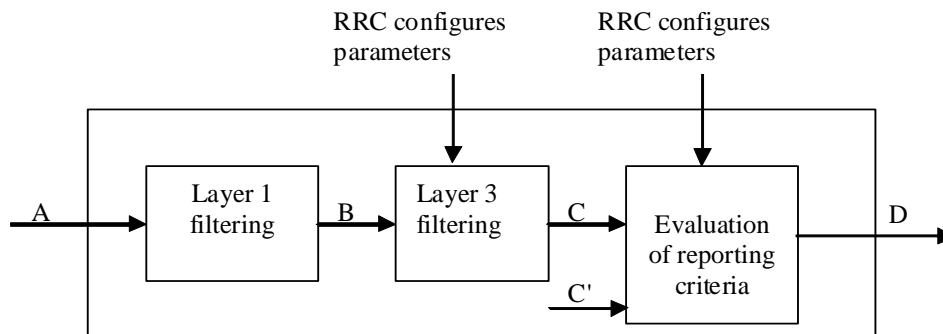 RRC configures
parameters
RRC configures
parameters
Layer 1
filtering
Layer 3
filtering
Evaluation
of reporting
criteria
A
B
C
C'
D